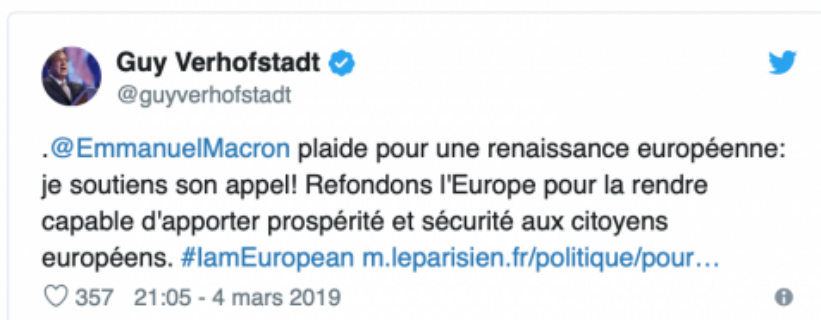 Guy Verhofstadt
@guyverhofstadt
.@EmmanuelMacron plaide pour une renaissance européenne:
je soutiens son appel! Refondons l'Europe pour la rendre
capable d'apporter prospérité et sécurité aux citoyens
européens. #IamEuropean m.leparisien.fr/politique/pour…
357 21:05 - 4 mars 2019